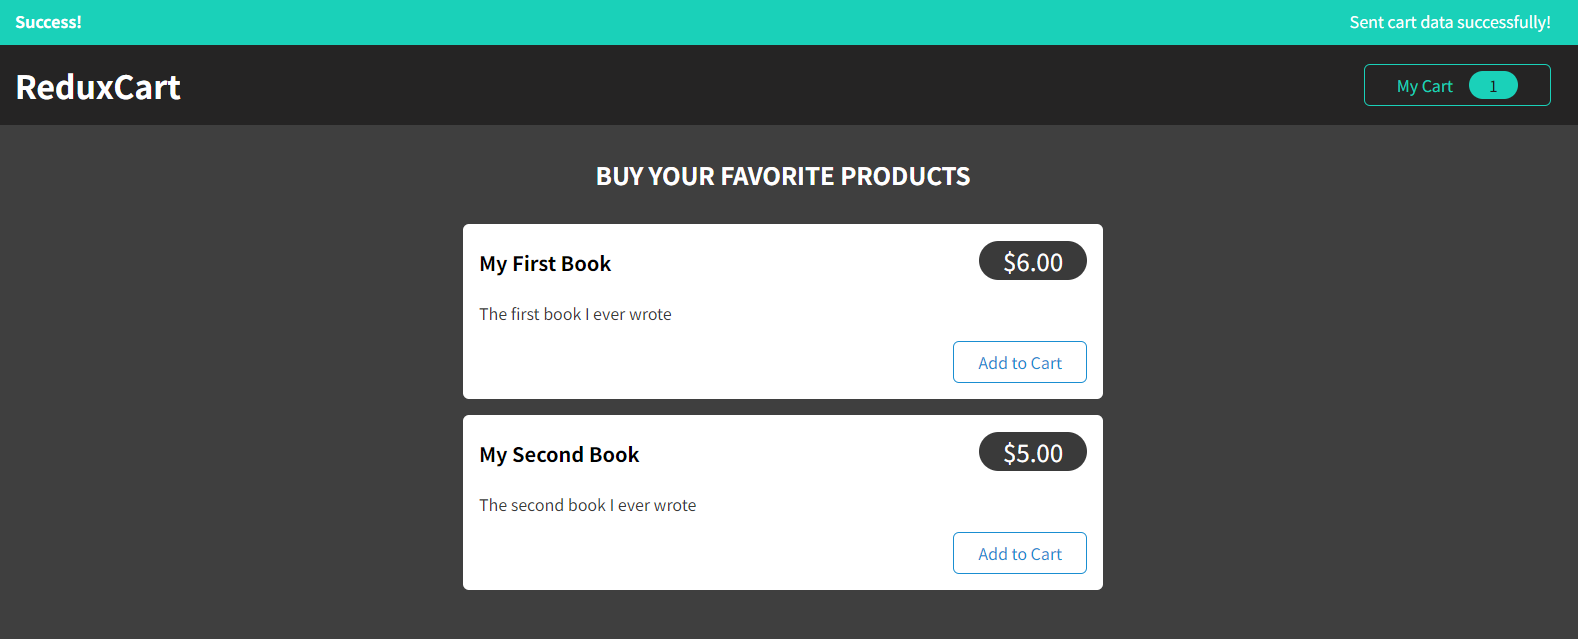 Success! Sent cart data successfully!
ReduxCart My Cart 1
BUY YOUR FAVORITE PRODUCTS
My First Book $6.00
The first book I ever wrote
Add to Cart
My Second Book $5.00
The second book I ever wrote
Add to Cart